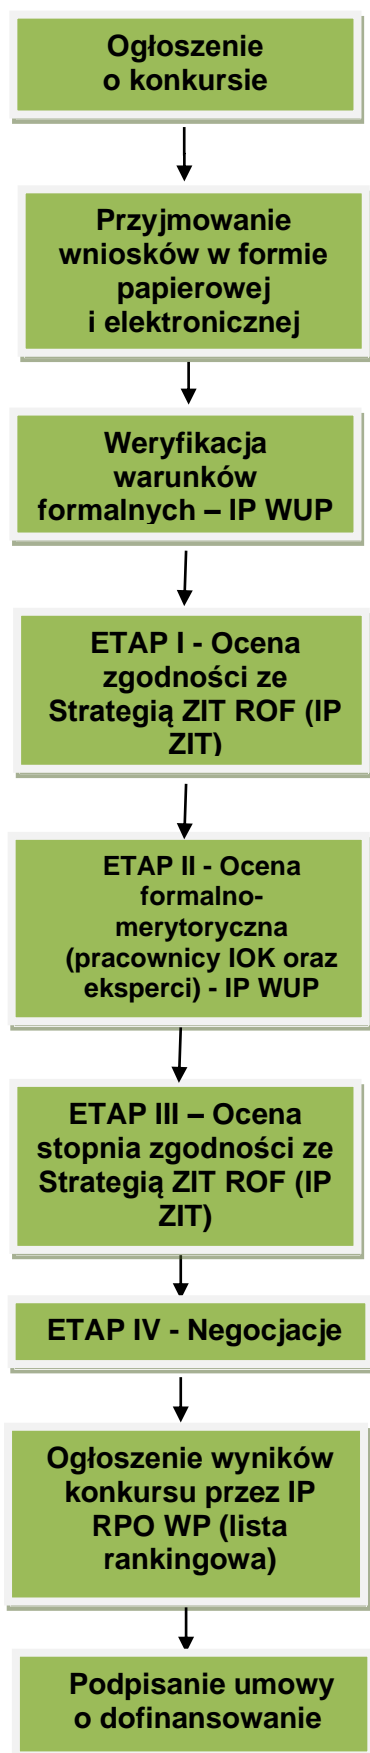 Ogłoszenie
o konkursie
Przyjmowanie
wniosków w formie
papierowej
i elektronicznej
Weryfikacja
warunków
formalnych – IP WUP
ETAP I - Ocena
zgodności ze
Strategią ZIT ROF (IP
ZIT)
ETAP II - Ocena
formalno-
merytoryczna
(pracownicy IOK oraz
eksperci) - IP WUP
ETAP III – Ocena
stopnia zgodności ze
Strategią ZIT ROF (IP
ZIT)
ETAP IV - Negocjacje
Ogłoszenie wyników
konkursu przez IP
RPO WP (lista
rankingowa)
Podpisanie umowy
o dofinansowanie